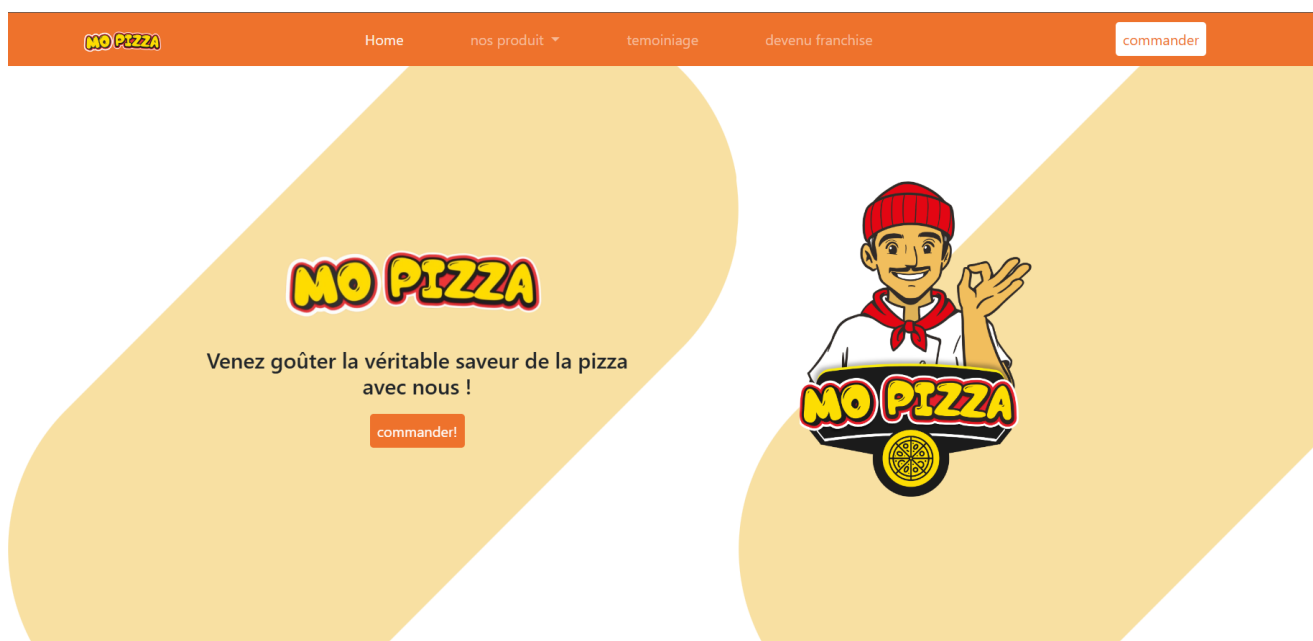 MO PIZZA
Home
nos produit
temoiniage
devenu franchise
commander
MO PIZZA
Venez goûter la véritable saveur de la pizza
avec nous !
commander!
MO PIZZA